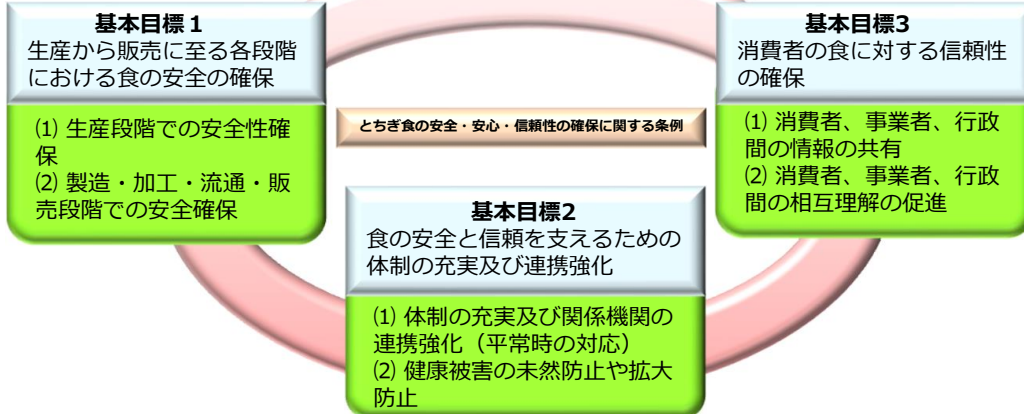 基本目標１
生産から販売に至る各段階
における食の安全の確保
⑴ 生産段階での安全性確
保
⑵ 製造・加工・流通・販
売段階での安全確保
とちぎ食の安全・安心・信頼性の確保に関する条例
基本目標2
食の安全と信頼を支えるための
体制の充実及び連携強化
⑴ 体制の充実及び関係機関の
連携強化（平常時の対応）
⑵ 健康被害の未然防止や拡大
防止
基本目標3
消費者の食に対する信頼性
の確保
⑴ 消費者、事業者、行政
間の情報の共有
⑵ 消費者、事業者、行政
間の相互理解の促進